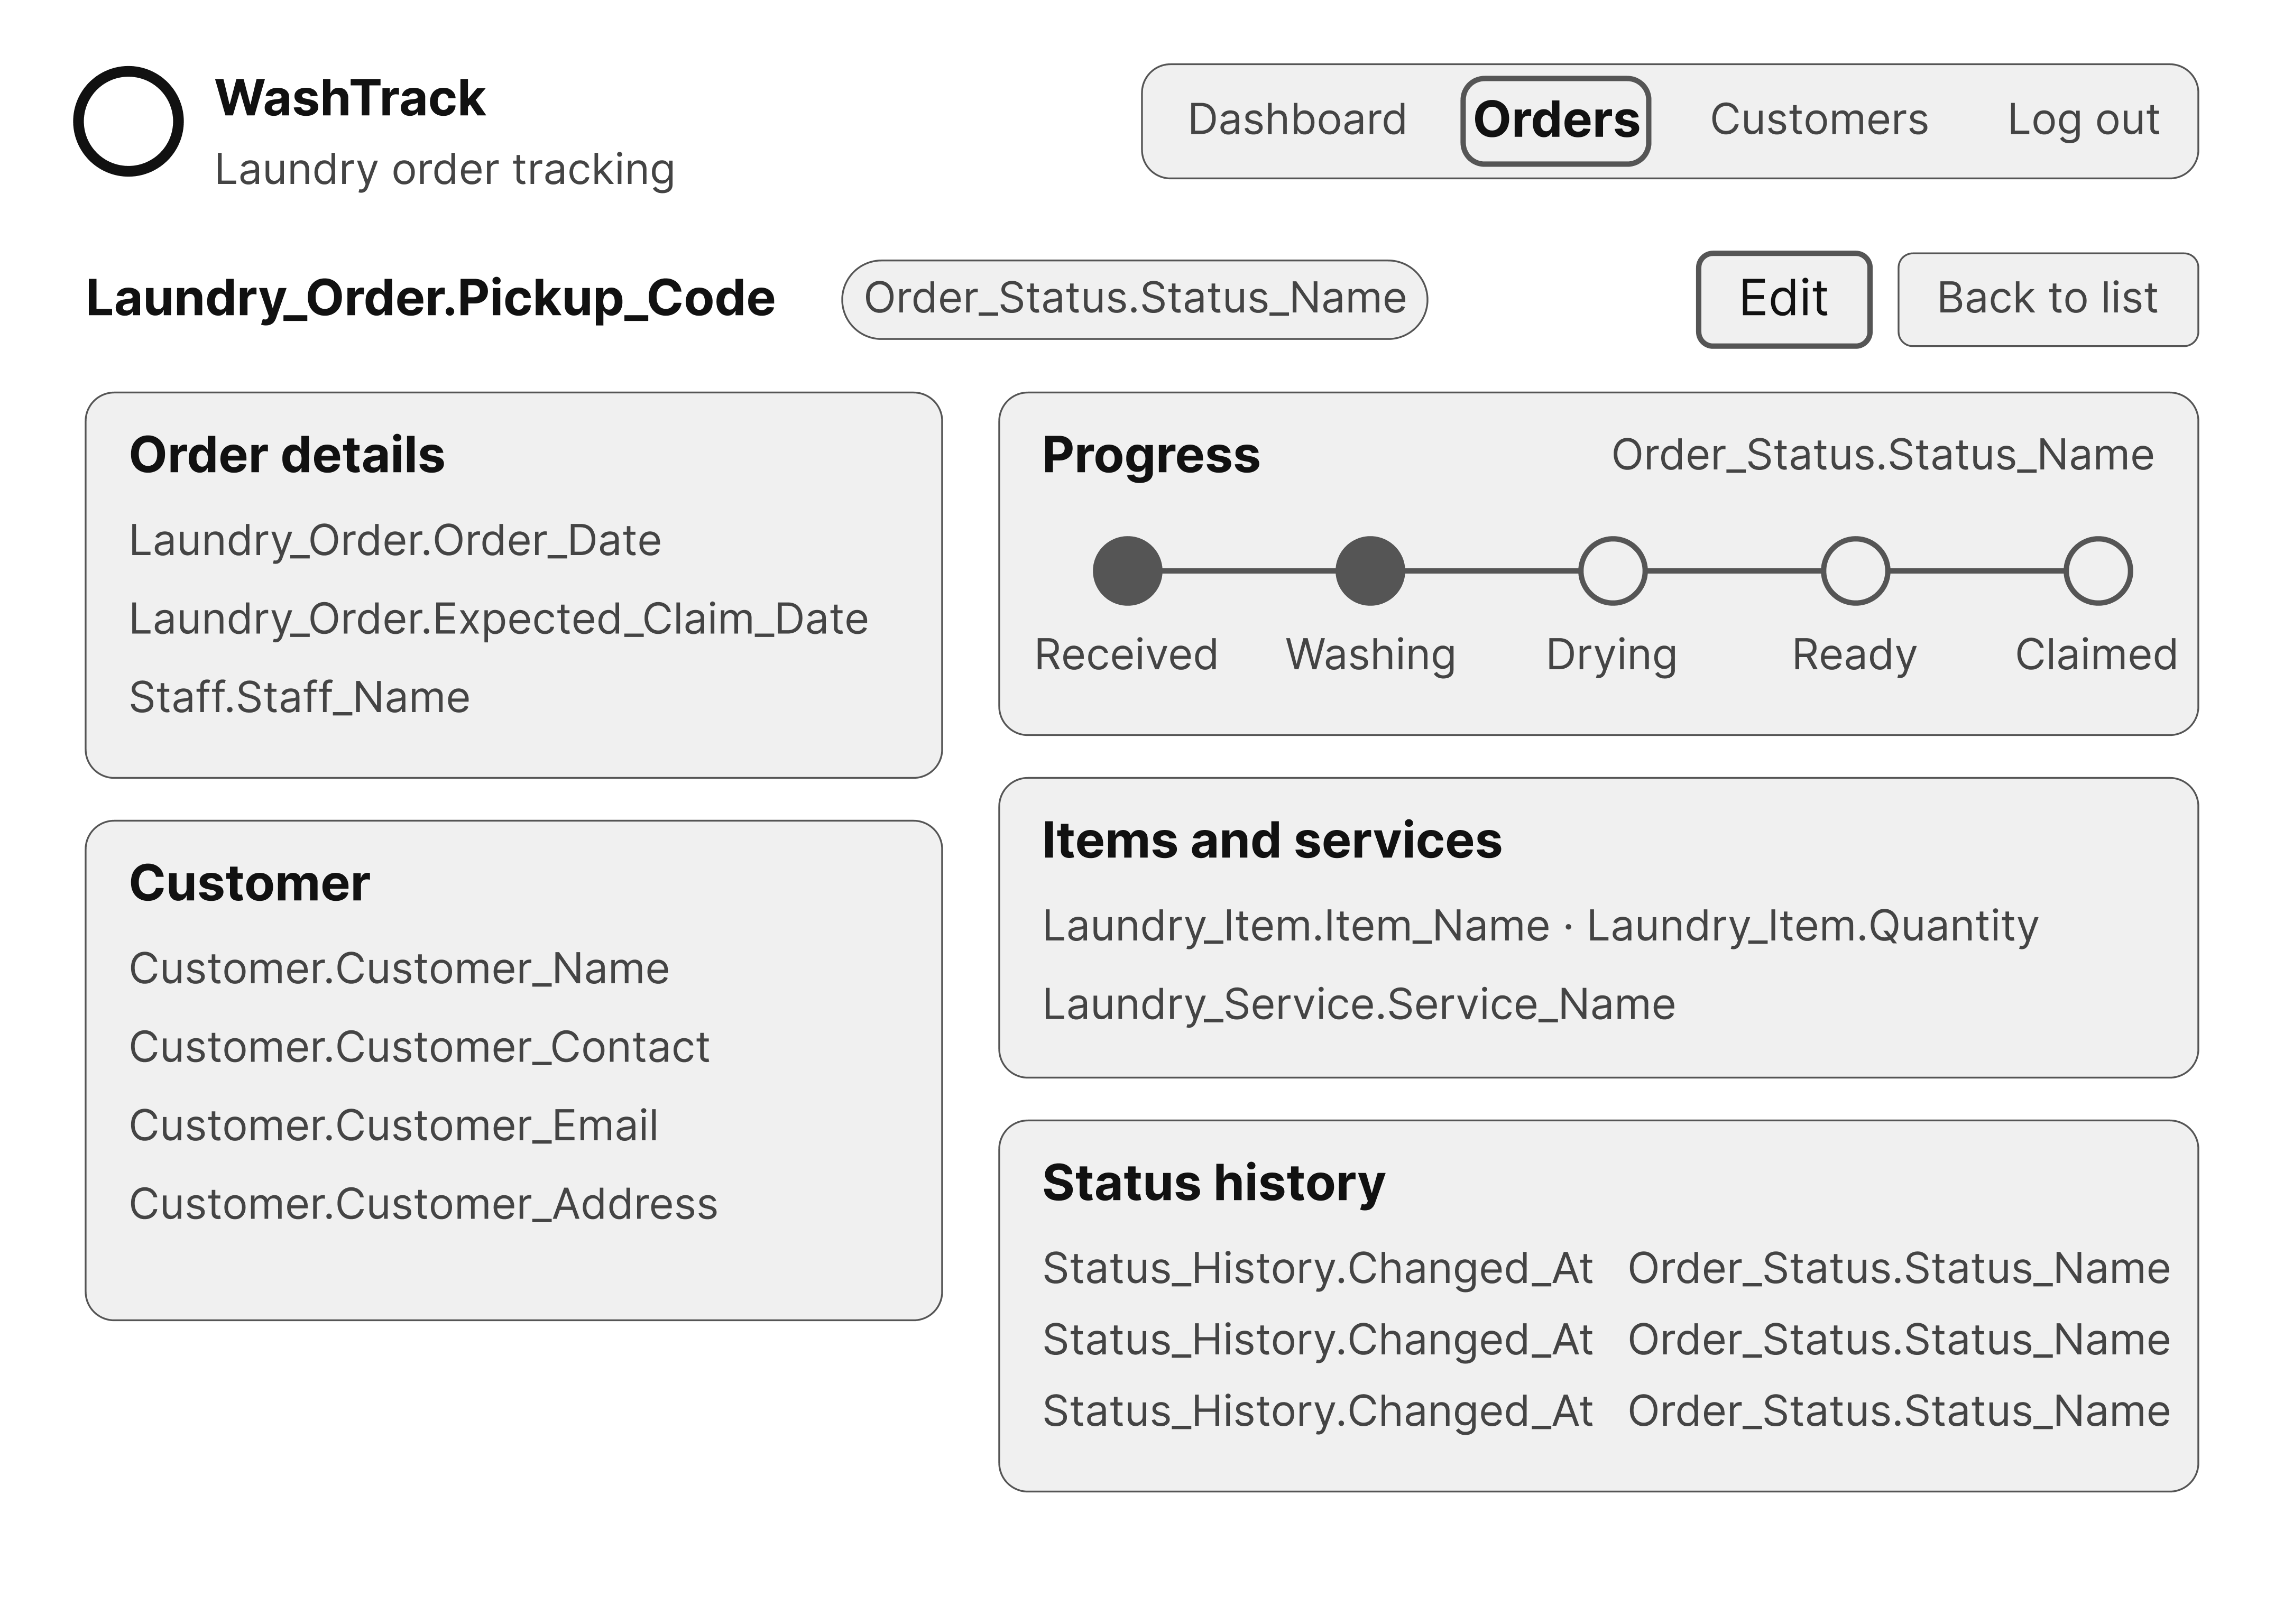 WashTrack
Laundry order tracking
Dashboard Orders Customers Log out
Laundry_Order.Pickup_Code Order_Status.Status_Name Edit Back to list
Order details
Laundry_Order.Order_Date
Laundry_Order.Expected_Claim_Date
Staff.Staff_Name
Customer
Customer.Customer_Name
Customer.Customer_Contact
Customer.Customer_Email
Customer.Customer_Address
Progress Order_Status.Status_Name
Received Washing Drying Ready Claimed
Items and services
Laundry_Item.Item_Name · Laundry_Item.Quantity
Laundry_Service.Service_Name
Status history
Status_History.Changed_At Order_Status.Status_Name
Status_History.Changed_At Order_Status.Status_Name
Status_History.Changed_At Order_Status.Status_Name